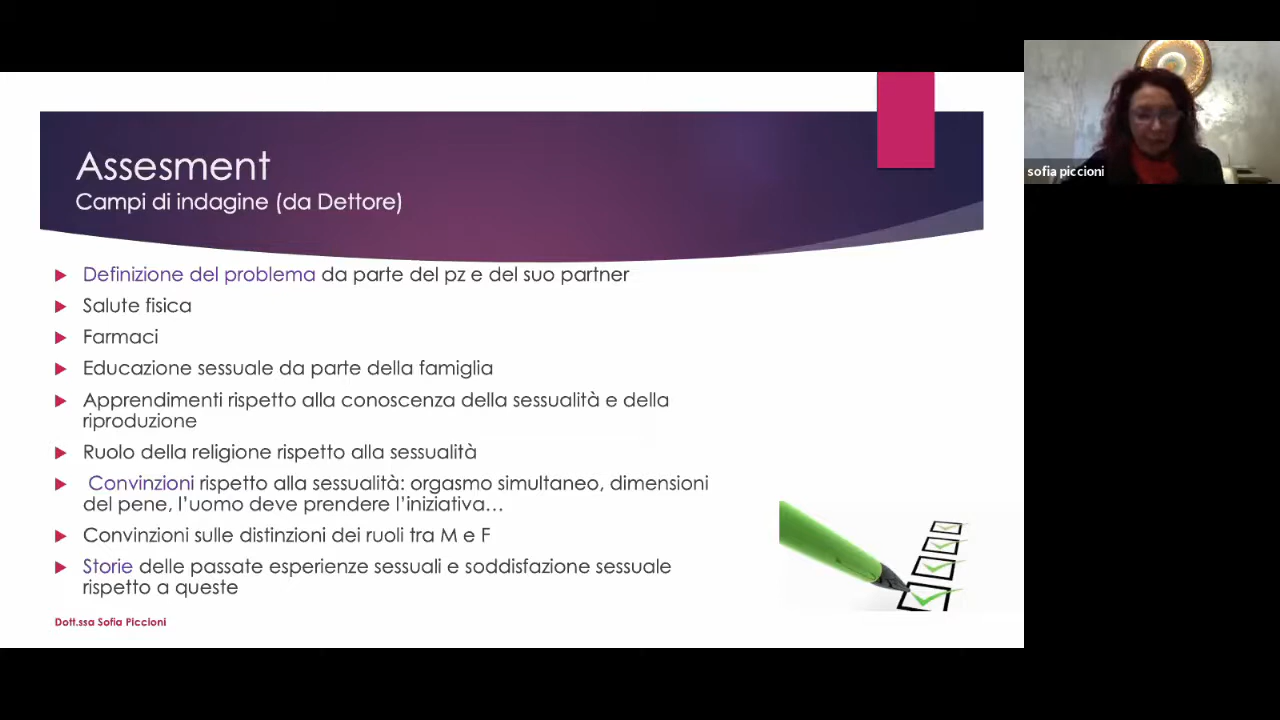 Assesment
Campi di indagine (da Dettore)
Definizione del problema da parte del pz e del suo partner
Salute fisica
Farmaci
Educazione sessuale da parte della famiglia
Apprendimenti rispetto alla conoscenza della sessualità e della
riproduzione
Ruolo della religione rispetto alla sessualità
Convinzioni rispetto alla sessualità: orgasmo simultaneo, dimensioni
del pene, l’uomo deve prendere l’iniziativa…
Convinzioni sulle distinzioni dei ruoli tra M e F
Storie delle passate esperienze sessuali e soddisfazione sessuale
rispetto a queste
Dott.ssa Sofia Piccioni
sofia piccioni